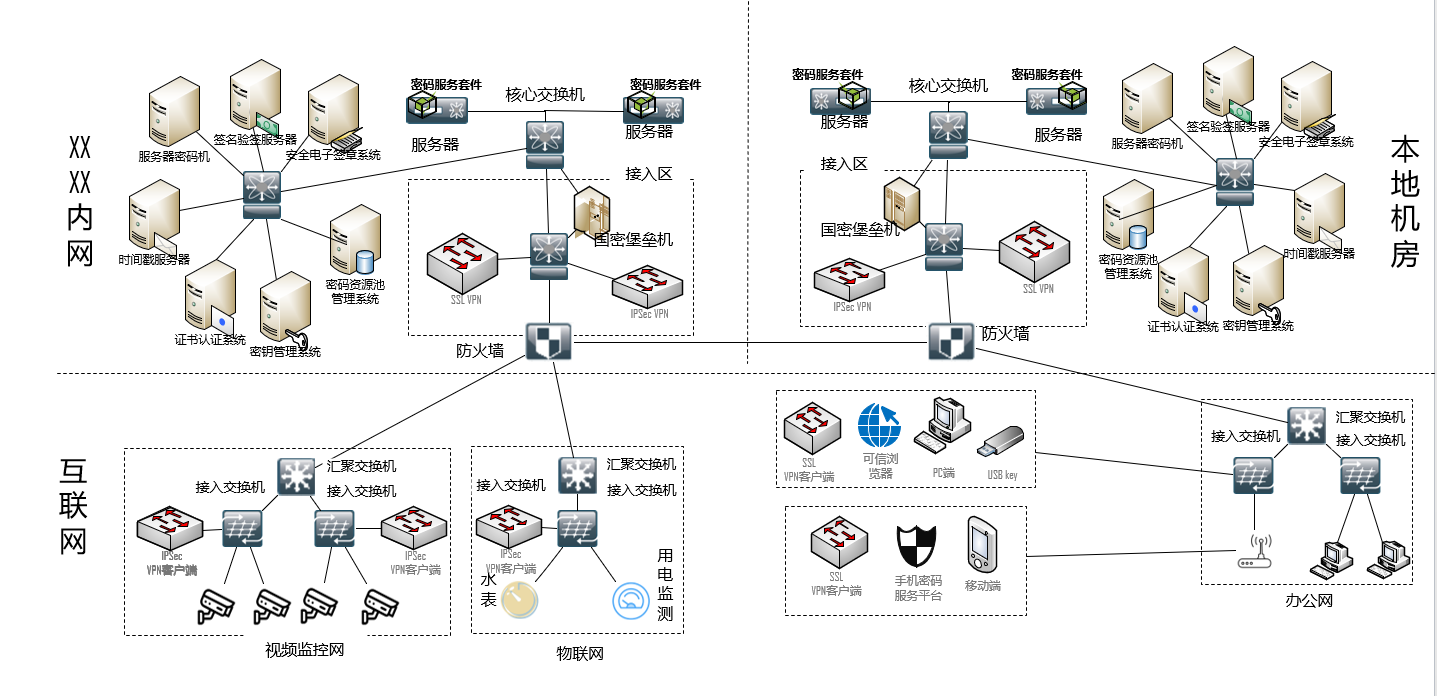 XX
XX
内
网
服务器密码机
签名验签服务器
安全电子签章系统
时间戳服务器
密码资源池
管理系统
证书认证系统
密钥管理系统
密码服务套件
服务器
核心交换机
密码服务套件
服务器
接入区
国密堡垒机
SSL VPN
IPSec VPN
防火墙
密码服务套件
服务器
核心交换机
密码服务套件
服务器
接入区
国密堡垒机
IPSec VPN
SSL VPN
防火墙
服务器密码机
签名验签服务器
安全电子签章系统
密码资源池
管理系统
时间戳服务器
证书认证系统
密钥管理系统
本
地
机
房
互
联
网
汇聚交换机
接入交换机
接入交换机
IPSec
VPN客户端
IPSec
VPN客户端
视频监控网
汇聚交换机
接入交换机
接入交换机
IPSec
VPN客户端
水
表
用
电
监
测
物联网
SSL
VPN客户端
可信浏
览器
PC端
USB key
SSL
VPN客户端
手机密码
服务平台
移动端
汇聚交换机
接入交换机
接入交换机
办公网